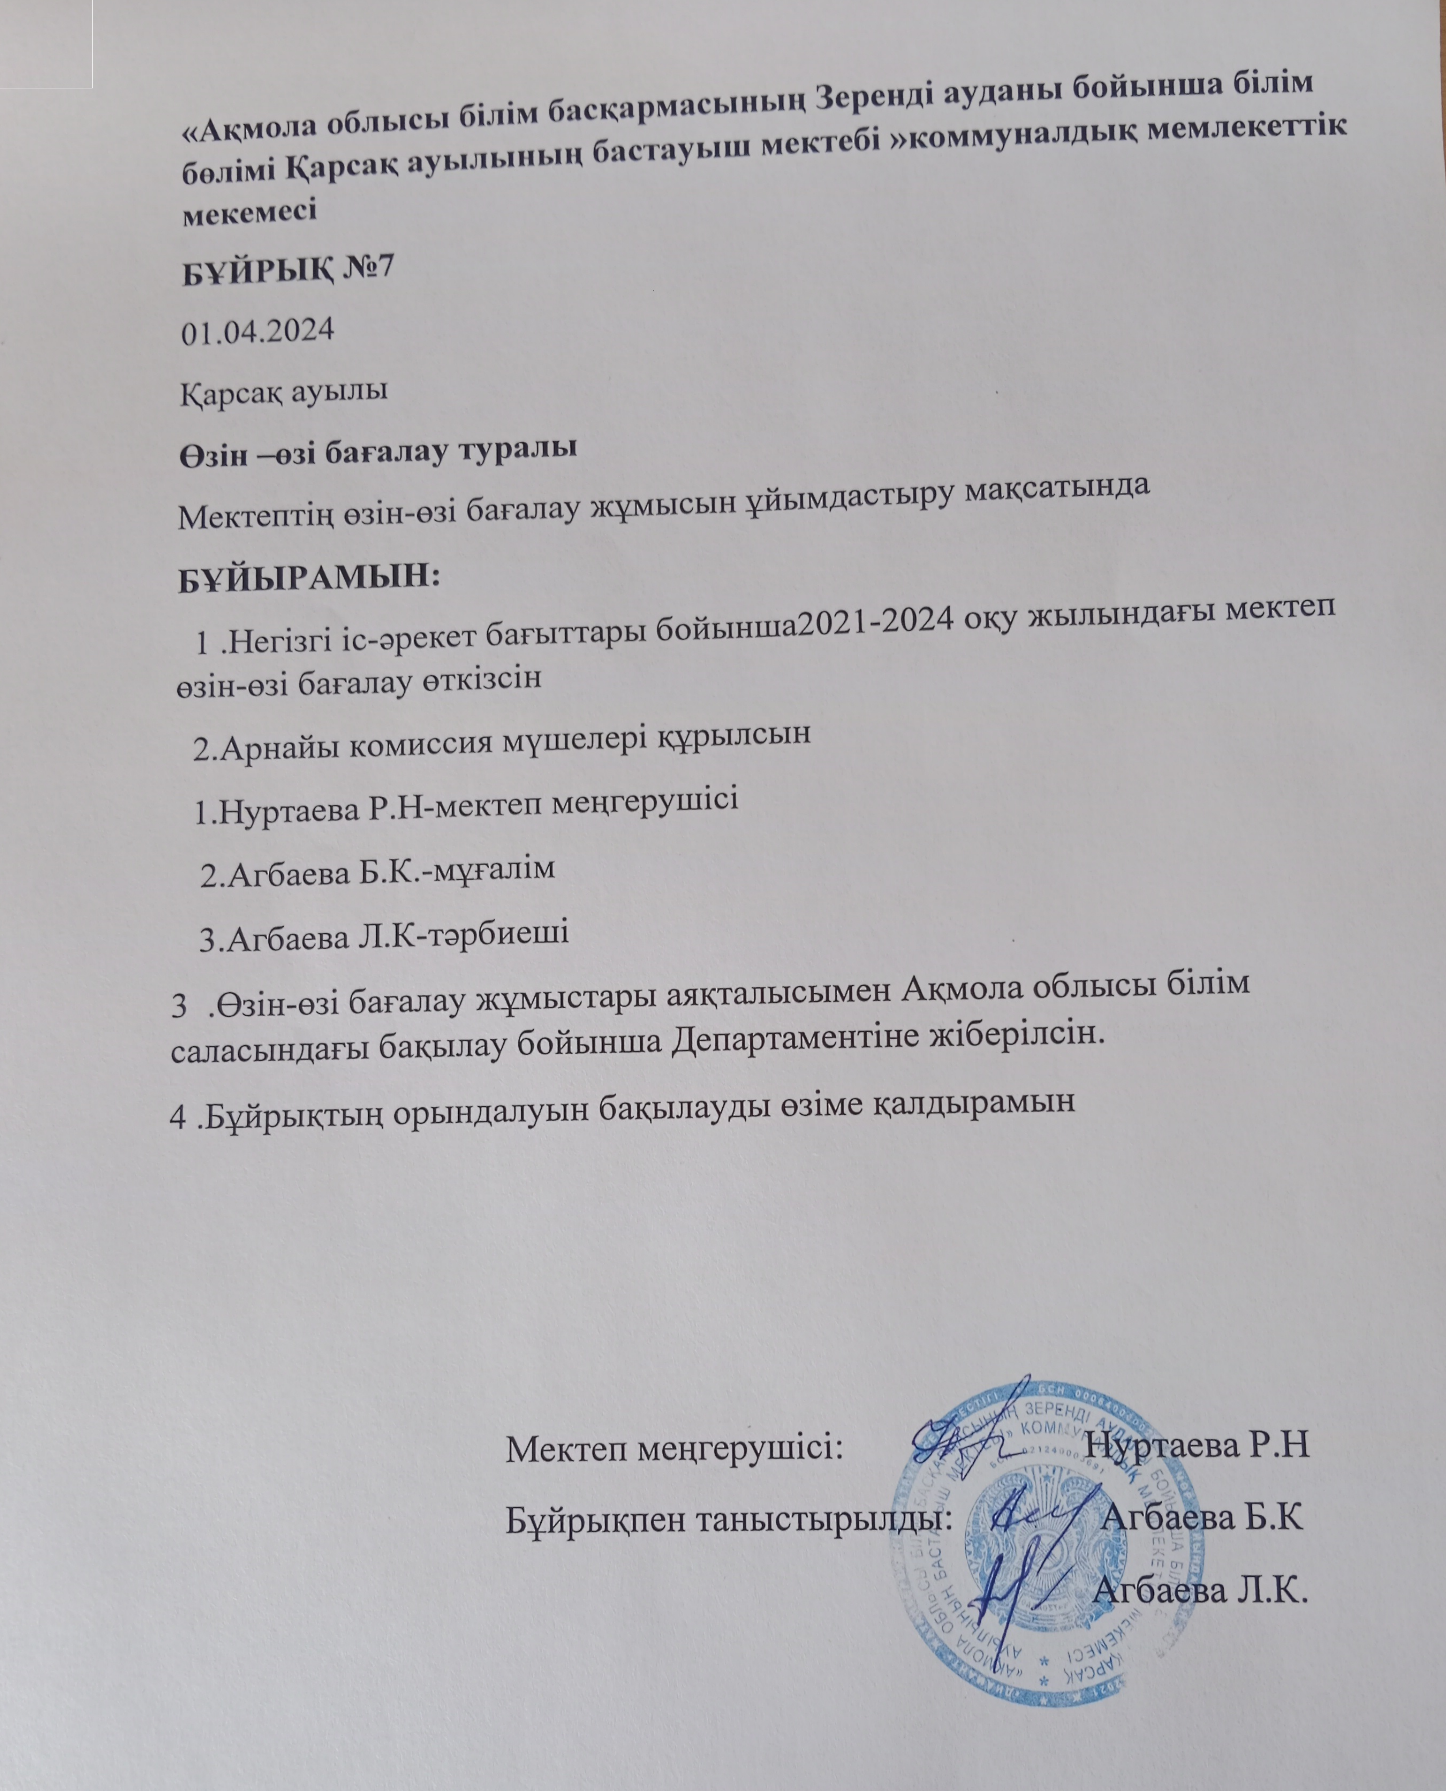 «Ақмола облысы білім басқармасының Зеренді ауданы бойынша білім
бөлімі Қарсақ ауылының бастауыш мектебі »коммуналдық мемлекеттік
мекемесі
БҰЙРЫҚ №7
01.04.2024
Қарсақ ауылы
Өзін –өзі бағалау туралы
Мектептің өзін-өзі бағалау жұмысын ұйымдастыру мақсатында
БҰЙЫРАМЫН:
1 .Негізгі іс-әрекет бағыттары бойынша2021-2024 оқу жылындағы мектеп
өзін-өзі бағалау өткізсін
2.Арнайы комиссия мүшелері құрылсын
1.Нуртаева Р.Н-мектеп меңгерушісі
2.Агбаева Б.К.-мұғалім
3.Агбаева Л.К-тәрбиеші
3 .Өзін-өзі бағалау жұмыстары аяқталысымен Ақмола облысы білім
саласындағы бақылау бойынша Департаментіне жіберілсін.
4 .Бұйрықтың орындалуын бақылауды өзіме қалдырамын
Мектеп меңгерушісі: Нуртаева Р.Н
Бұйрықпен таныстырылды: Агбаева Б.К
Агбаева Л.К.